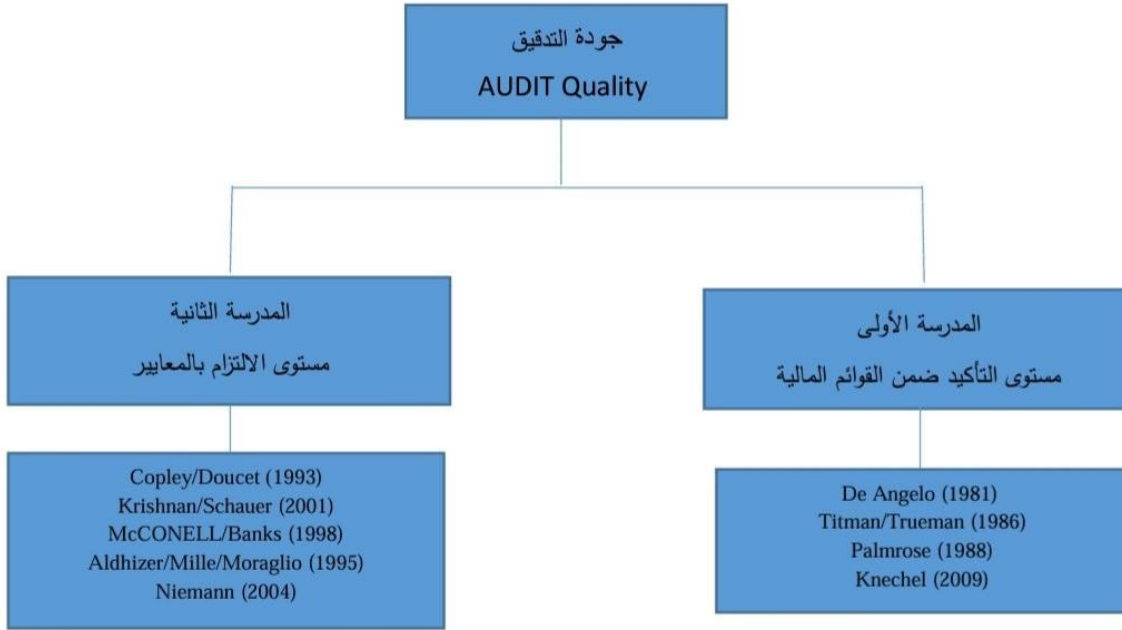 جودة التدقيق
AUDIT Quality
المدرسة الأولى
مستوى التأكيد ضمن القوائم المالية
De Angelo (1981)
Titman/Trueman (1986)
Palmrose (1988)
Knechel (2009)
المدرسة الثانية
مستوى الالتزام بالمعايير
Copley/Doucet (1993)
Krishnan/Schauer (2001)
McCONELL/Banks (1998)
Aldhizer/Mille/Moraglio (1995)
Niemann (2004)